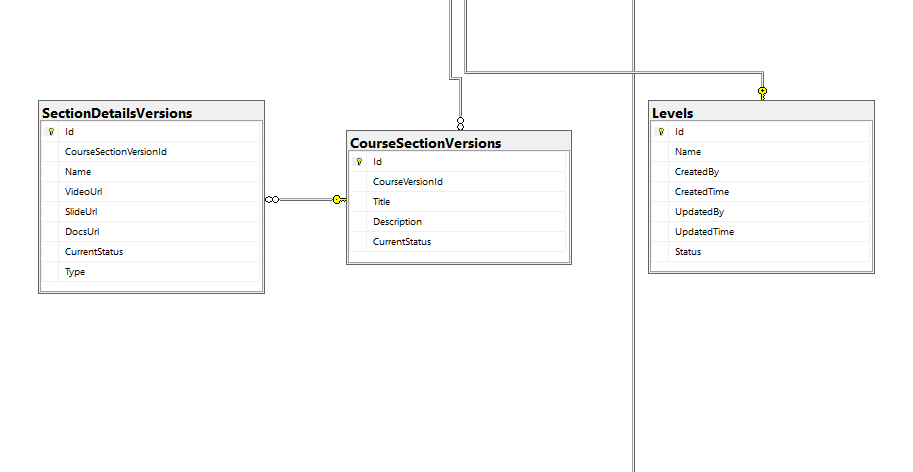 SectionDetailsVersions
Id
CourseSectionVersionId
Name
VideoUrl
SlideUrl
DocsUrl
CurrentStatus
Type
CourseSectionVersions
Id
CourseVersionId
Title
Description
CurrentStatus
Levels
Id
Name
CreatedBy
CreatedTime
UpdatedBy
UpdatedTime
Status